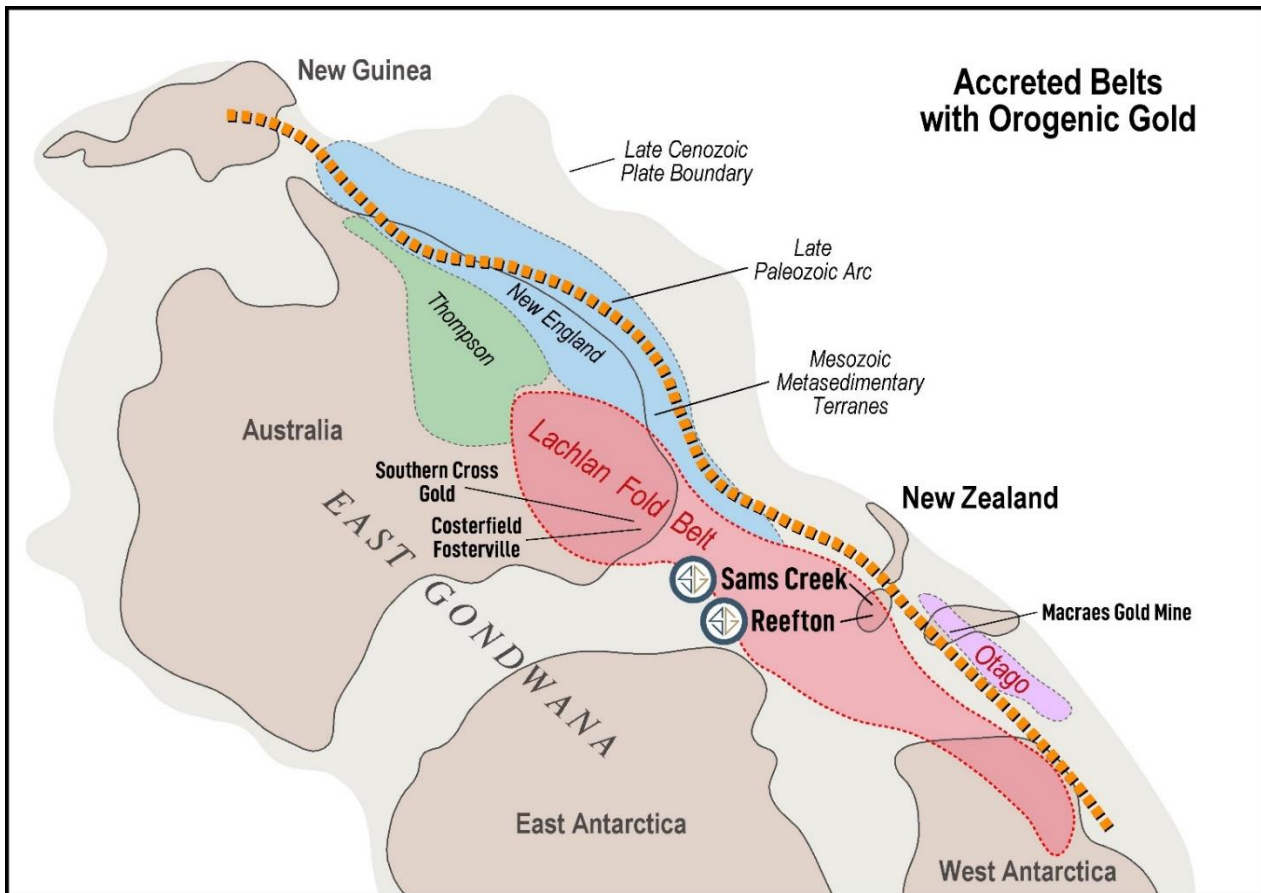 New Guinea
Accreted Belts
with Orogenic Gold
Late Cenozoic
Plate Boundary
Late
Paleozoic Arc
Thompson
New England
Mesozoic
Metasedimentary
Terranes
Australia
Lachlan Fold Belt
Southern Cross
Gold
Costerfield
Fosterville
New Zealand
EAST GONDWANA
Sams Creek
Reefton
Macraes Gold Mine
Otago
East Antarctica
West Antarctica